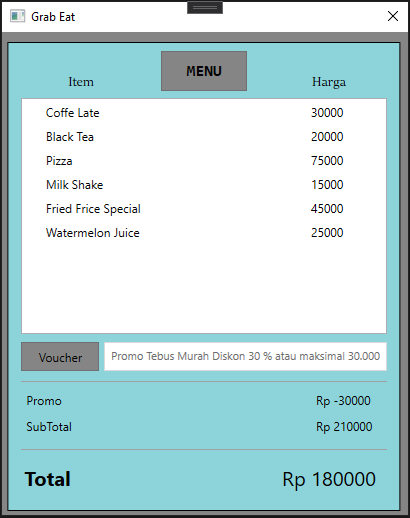 Grab Eat
Item MENU Harga
Coffe Late 30000
Black Tea 20000
Pizza 75000
Milk Shake 15000
Fried Frice Special 45000
Watermelon Juice 25000
Voucher Promo Tebus Murah Diskon 30 % atau maksimal 30.000
Promo Rp -30000
SubTotal Rp 210000
Total Rp 180000